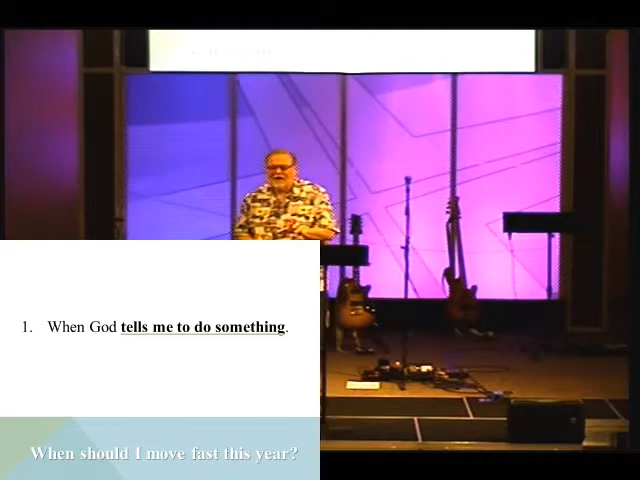 1. When God tells me to do something.
When should I move fast this year?